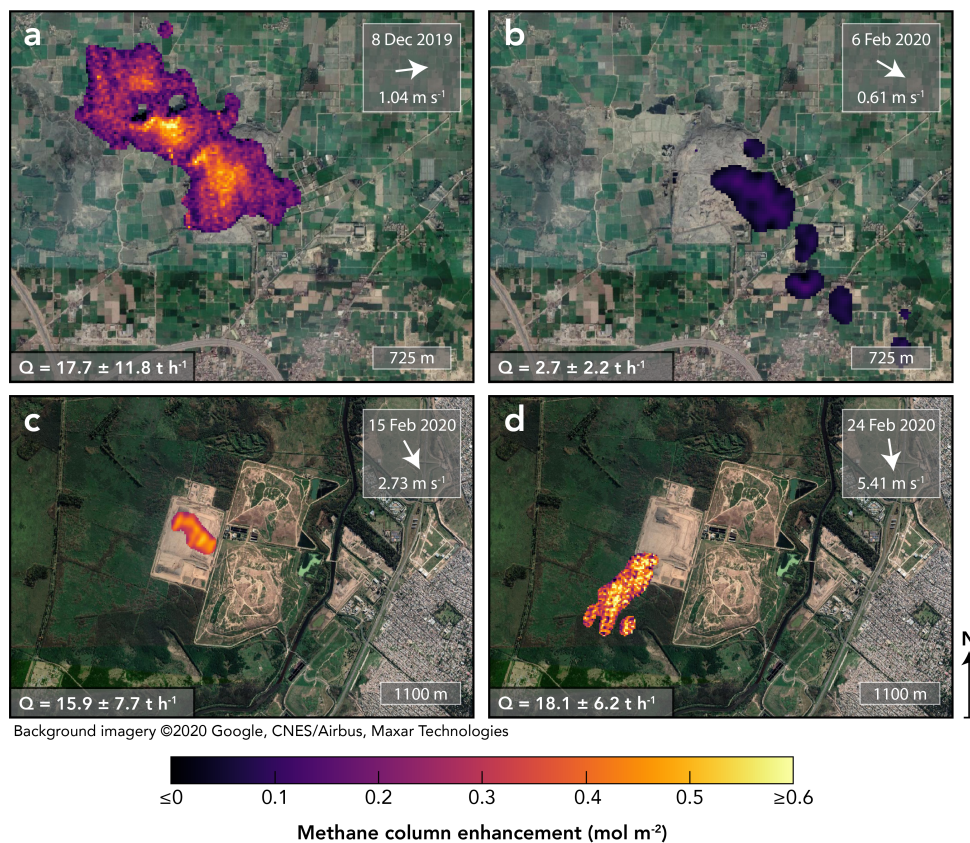 a
8 Dec 2019
1.04 m s⁻¹
Q = 17.7 ± 11.8 t h⁻¹
725 m
b
6 Feb 2020
0.61 m s⁻¹
Q = 2.7 ± 2.2 t h⁻¹
725 m
c
15 Feb 2020
2.73 m s⁻¹
Q = 15.9 ± 7.7 t h⁻¹
1100 m
d
24 Feb 2020
5.41 m s⁻¹
Q = 18.1 ± 6.2 t h⁻¹
1100 m
N
Background imagery ©2020 Google, CNES/Airbus, Maxar Technologies
≤0 0.1 0.2 0.3 0.4 0.5 ≥0.6
Methane column enhancement (mol m⁻²)